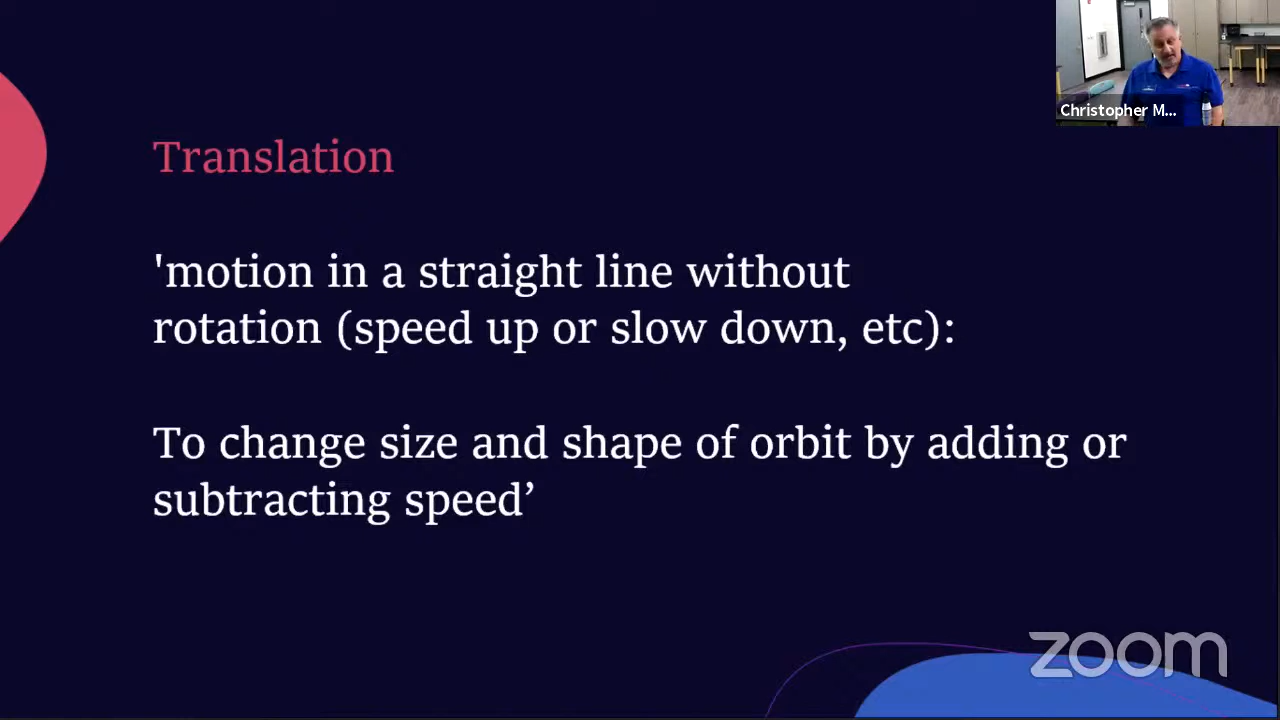 Christopher M...
Translation
'motion in a straight line without
rotation (speed up or slow down, etc):
To change size and shape of orbit by adding or
subtracting speed’
zoom